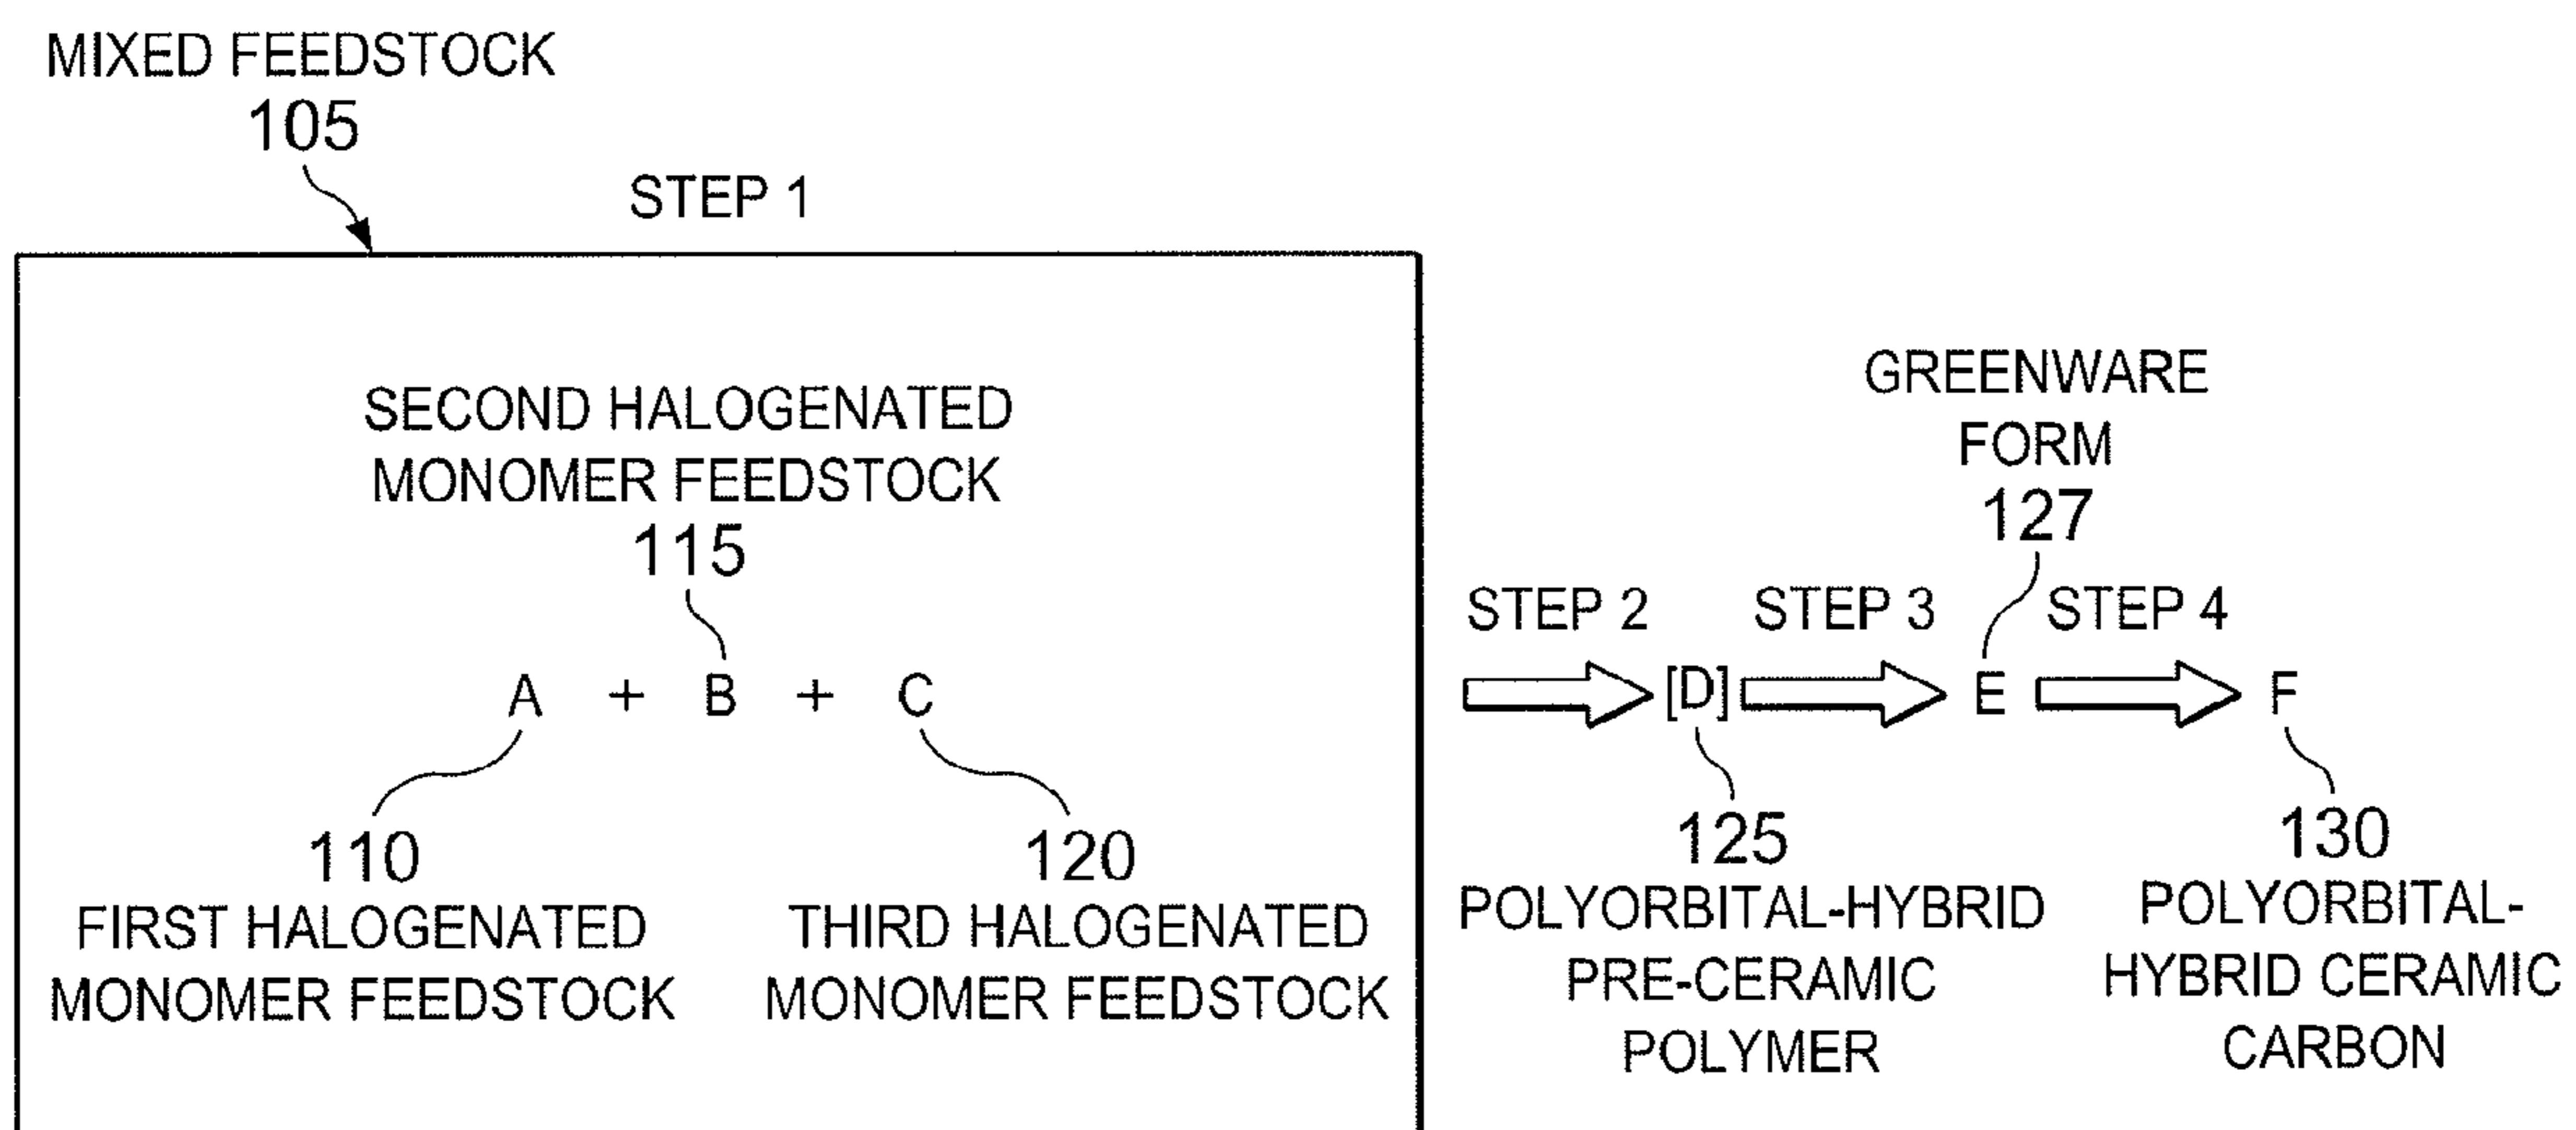 MIXED FEEDSTOCK
105
STEP 1
SECOND HALOGENATED
MONOMER FEEDSTOCK
115
A + B + C
110
FIRST HALOGENATED
MONOMER FEEDSTOCK
120
THIRD HALOGENATED
MONOMER FEEDSTOCK
STEP 2
[D]
125
POLYORBITAL-HYBRID
PRE-CERAMIC
POLYMER
STEP 3
GREENWARE
FORM
127
E
STEP 4
F
130
POLYORBITAL-
HYBRID CERAMIC
CARBON